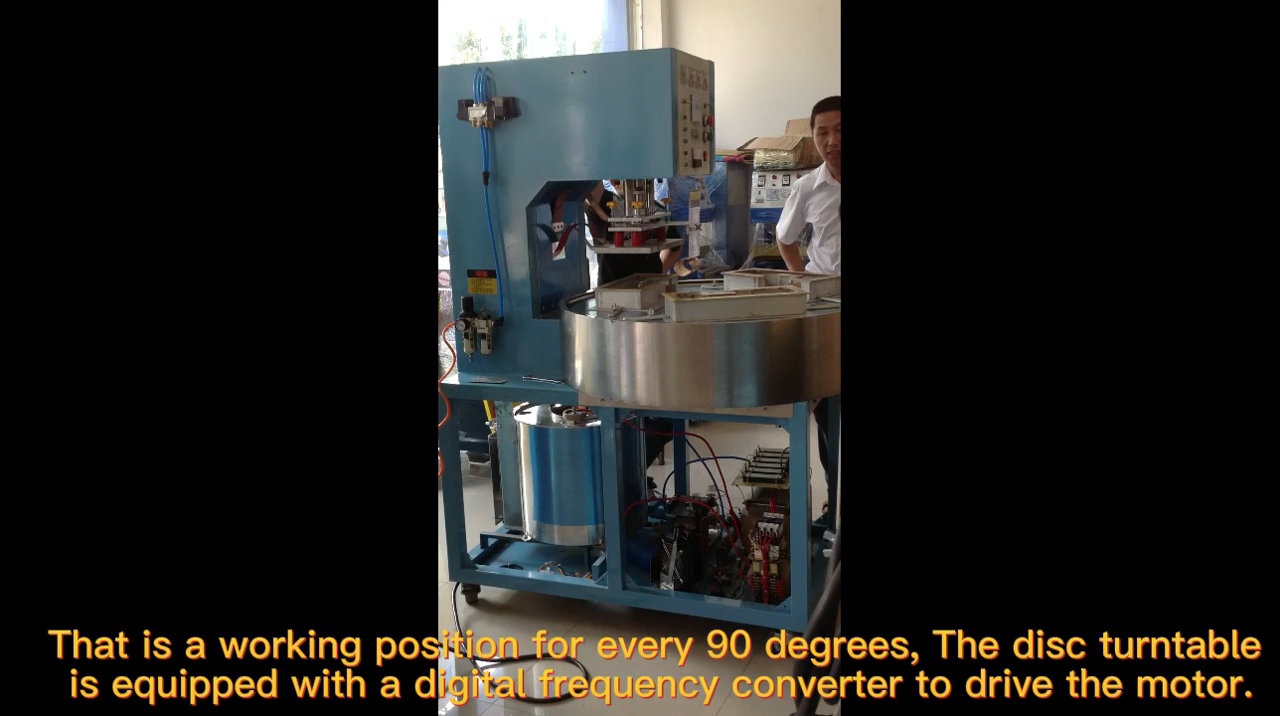 That is a working position for every 90 degrees, The disc turntable
is equipped with a digital frequency converter to drive the motor.